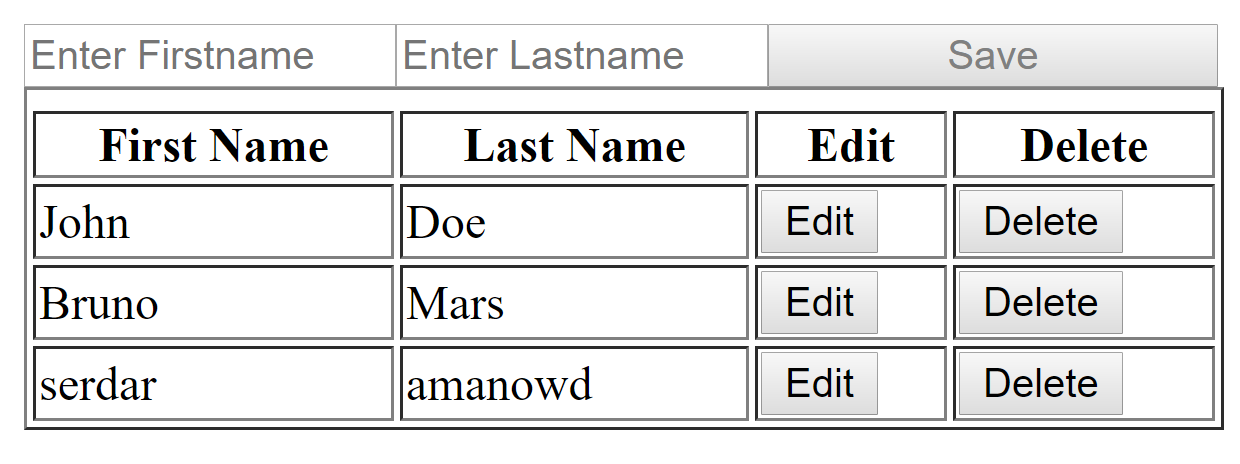 Enter Firstname Enter Lastname Save
First Name Last Name Edit Delete
John Doe Edit Delete
Bruno Mars Edit Delete
serdar amanowd Edit Delete